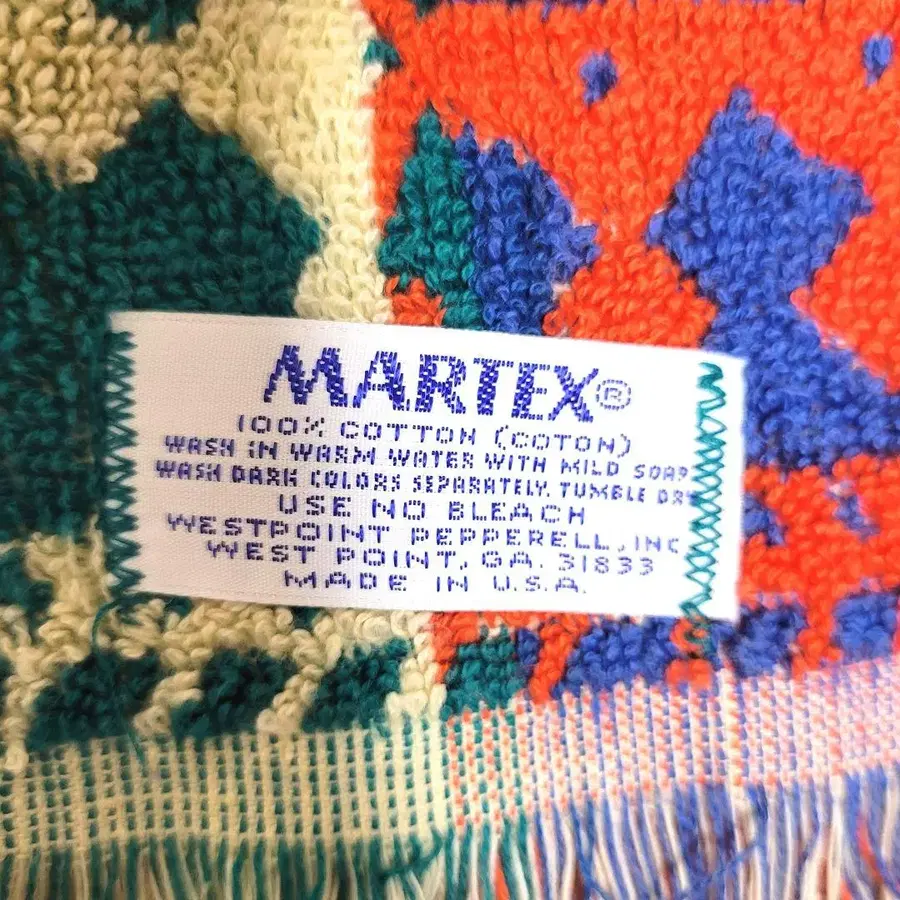 MARTEX®
100% COTTON (COTON)
WASH IN WARM WATER WITH MILD SOAP
WASH DARK COLORS SEPARATELY. TUMBLE DRY
USE NO BLEACH
WESTPOINT PEPPERELL, INC
WEST POINT, GA. 31833
MADE IN U.S.A.